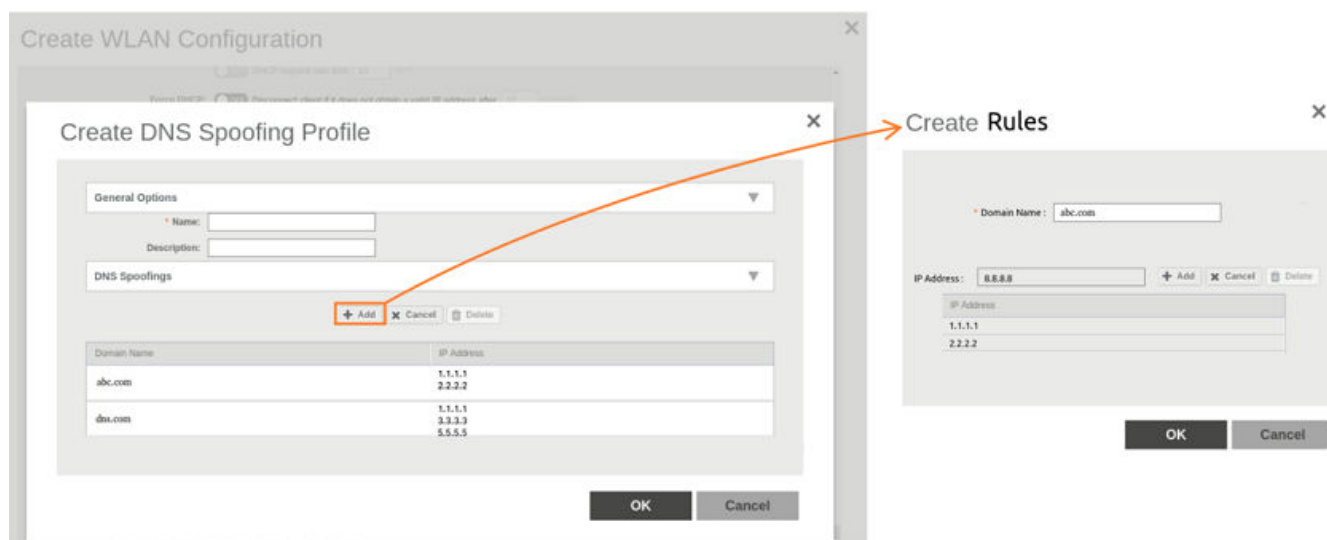 Create WLAN Configuration
Create DNS Spoofing Profile
General Options
* Name:
Description:
DNS Spoofings
+ Add x Cancel Delete
Domain Name IP Address
abc.com 1.1.1.1
2.2.2.2
dns.com 1.1.1.1
3.3.3.3
5.5.5.5
OK Cancel
Create Rules
* Domain Name : abc.com
IP Address : 8.8.8.8 + Add x Cancel Delete
IP Address
1.1.1.1
2.2.2.2
OK Cancel